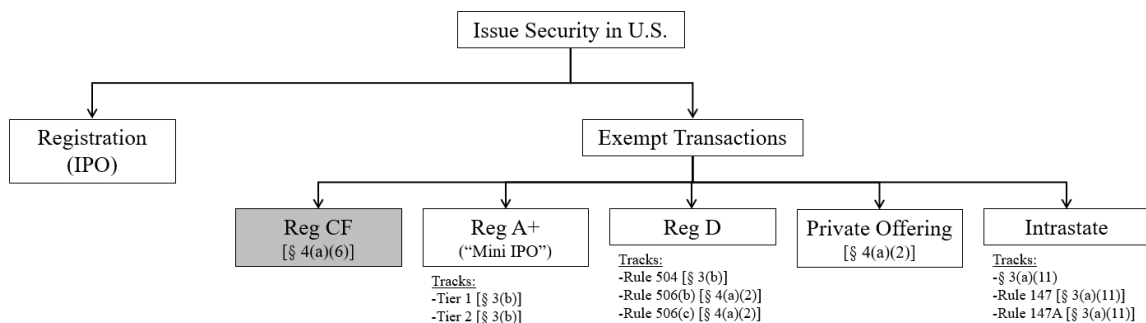 Issue Security in U.S.
Registration
(IPO)
Exempt Transactions
Reg CF
[§ 4(a)(6)]
Reg A+
(“Mini IPO”)
Tracks:
-Tier 1 [§ 3(b)]
-Tier 2 [§ 3(b)]
Reg D
Tracks:
-Rule 504 [§ 3(b)]
-Rule 506(b) [§ 4(a)(2)]
-Rule 506(c) [§ 4(a)(2)]
Private Offering
[§ 4(a)(2)]
Intrastate
Tracks:
-§ 3(a)(11)
-Rule 147 [§ 3(a)(11)]
-Rule 147A [§ 3(a)(11)]